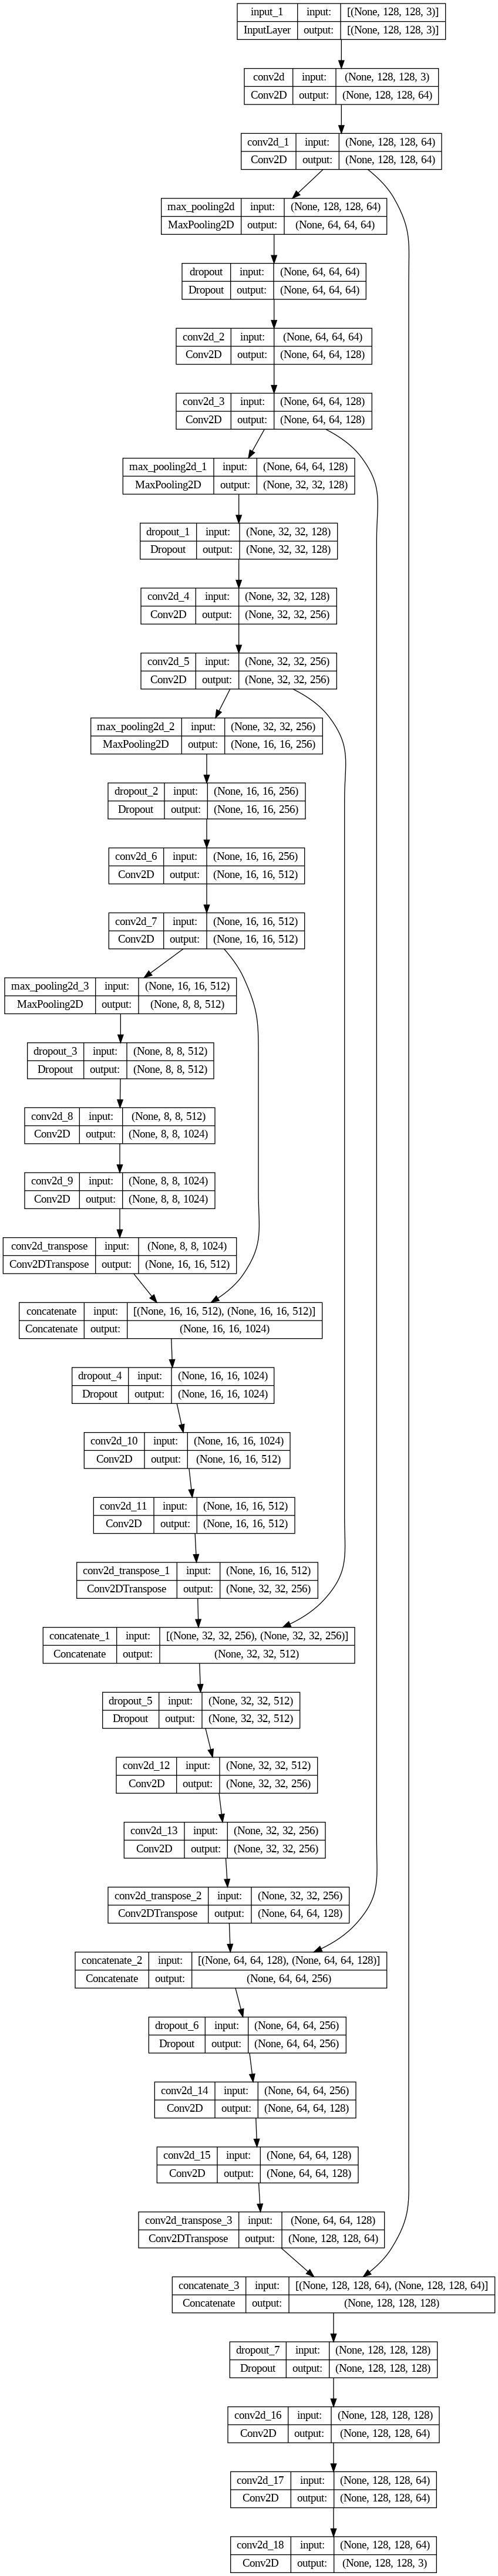 input_1 input: [(None, 128, 128, 3)]
InputLayer output: [(None, 128, 128, 3)]
conv2d input: (None, 128, 128, 3)
Conv2D output: (None, 128, 128, 64)
conv2d_1 input: (None, 128, 128, 64)
Conv2D output: (None, 128, 128, 64)
max_pooling2d input: (None, 128, 128, 64)
MaxPooling2D output: (None, 64, 64, 64)
dropout input: (None, 64, 64, 64)
Dropout output: (None, 64, 64, 64)
conv2d_2 input: (None, 64, 64, 64)
Conv2D output: (None, 64, 64, 128)
conv2d_3 input: (None, 64, 64, 128)
Conv2D output: (None, 64, 64, 128)
max_pooling2d_1 input: (None, 64, 64, 128)
MaxPooling2D output: (None, 32, 32, 128)
dropout_1 input: (None, 32, 32, 128)
Dropout output: (None, 32, 32, 128)
conv2d_4 input: (None, 32, 32, 128)
Conv2D output: (None, 32, 32, 256)
conv2d_5 input: (None, 32, 32, 256)
Conv2D output: (None, 32, 32, 256)
max_pooling2d_2 input: (None, 32, 32, 256)
MaxPooling2D output: (None, 16, 16, 256)
dropout_2 input: (None, 16, 16, 256)
Dropout output: (None, 16, 16, 256)
conv2d_6 input: (None, 16, 16, 256)
Conv2D output: (None, 16, 16, 512)
conv2d_7 input: (None, 16, 16, 512)
Conv2D output: (None, 16, 16, 512)
max_pooling2d_3 input: (None, 16, 16, 512)
MaxPooling2D output: (None, 8, 8, 512)
dropout_3 input: (None, 8, 8, 512)
Dropout output: (None, 8, 8, 512)
conv2d_8 input: (None, 8, 8, 512)
Conv2D output: (None, 8, 8, 1024)
conv2d_9 input: (None, 8, 8, 1024)
Conv2D output: (None, 8, 8, 1024)
conv2d_transpose input: (None, 8, 8, 1024)
Conv2DTranspose output: (None, 16, 16, 512)
concatenate input: [(None, 16, 16, 512), (None, 16, 16, 512)]
Concatenate output: (None, 16, 16, 1024)
dropout_4 input: (None, 16, 16, 1024)
Dropout output: (None, 16, 16, 1024)
conv2d_10 input: (None, 16, 16, 1024)
Conv2D output: (None, 16, 16, 512)
conv2d_11 input: (None, 16, 16, 512)
Conv2D output: (None, 16, 16, 512)
conv2d_transpose_1 input: (None, 16, 16, 512)
Conv2DTranspose output: (None, 32, 32, 256)
concatenate_1 input: [(None, 32, 32, 256), (None, 32, 32, 256)]
Concatenate output: (None, 32, 32, 512)
dropout_5 input: (None, 32, 32, 512)
Dropout output: (None, 32, 32, 512)
conv2d_12 input: (None, 32, 32, 512)
Conv2D output: (None, 32, 32, 256)
conv2d_13 input: (None, 32, 32, 256)
Conv2D output: (None, 32, 32, 256)
conv2d_transpose_2 input: (None, 32, 32, 256)
Conv2DTranspose output: (None, 64, 64, 128)
concatenate_2 input: [(None, 64, 64, 128), (None, 64, 64, 128)]
Concatenate output: (None, 64, 64, 256)
dropout_6 input: (None, 64, 64, 256)
Dropout output: (None, 64, 64, 256)
conv2d_14 input: (None, 64, 64, 256)
Conv2D output: (None, 64, 64, 128)
conv2d_15 input: (None, 64, 64, 128)
Conv2D output: (None, 64, 64, 128)
conv2d_transpose_3 input: (None, 64, 64, 128)
Conv2DTranspose output: (None, 128, 128, 64)
concatenate_3 input: [(None, 128, 128, 64), (None, 128, 128, 64)]
Concatenate output: (None, 128, 128, 128)
dropout_7 input: (None, 128, 128, 128)
Dropout output: (None, 128, 128, 128)
conv2d_16 input: (None, 128, 128, 128)
Conv2D output: (None, 128, 128, 64)
conv2d_17 input: (None, 128, 128, 64)
Conv2D output: (None, 128, 128, 64)
conv2d_18 input: (None, 128, 128, 64)
Conv2D output: (None, 128, 128, 3)